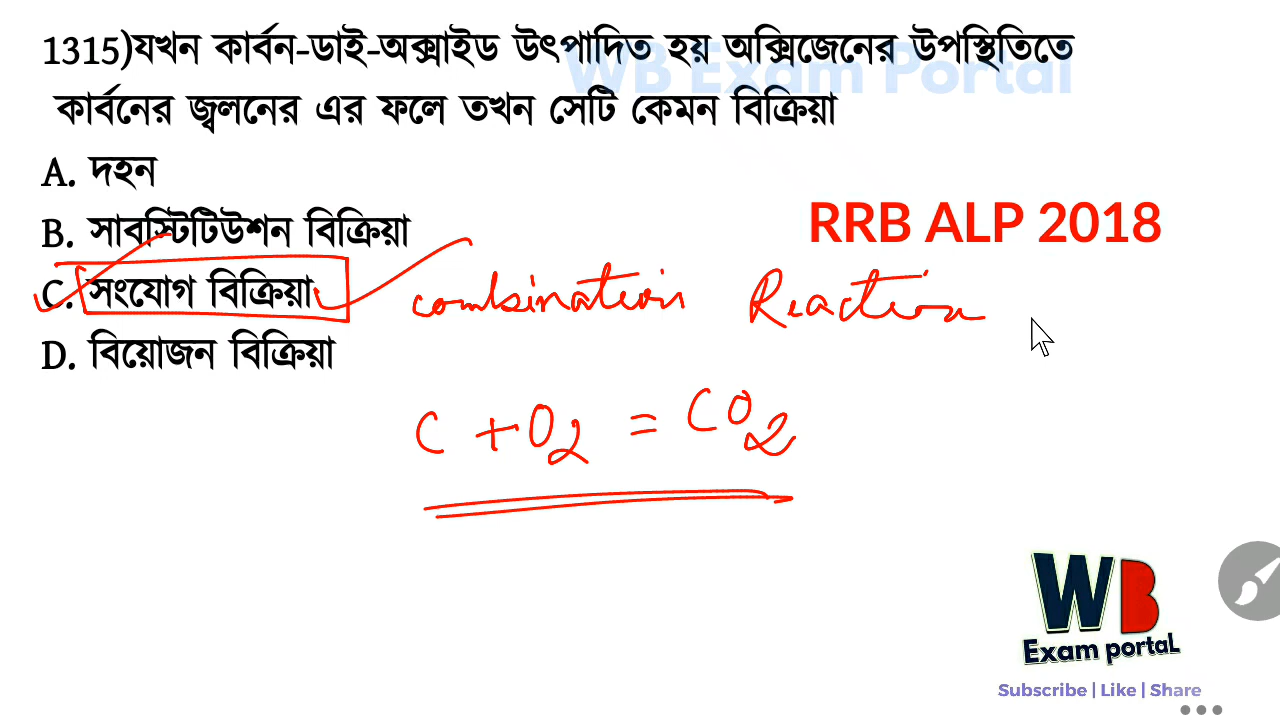 1315)যখন কার্বন-ডাই-অক্সাইড উৎপাদিত হয় অক্সিজেনের উপস্থিতিতে
WB Exam Portal
কার্বনের জ্বলনের এর ফলে তখন সেটি কেমন বিক্রিয়া
A. দহন
B. সাবস্টিটিউশন বিক্রিয়া
RRB ALP 2018
C. সংযোগ বিক্রিয়া combination Reaction
D. বিয়োজন বিক্রিয়া
C + O2 = CO2
WB
Exam portaL
Subscribe | Like | Share